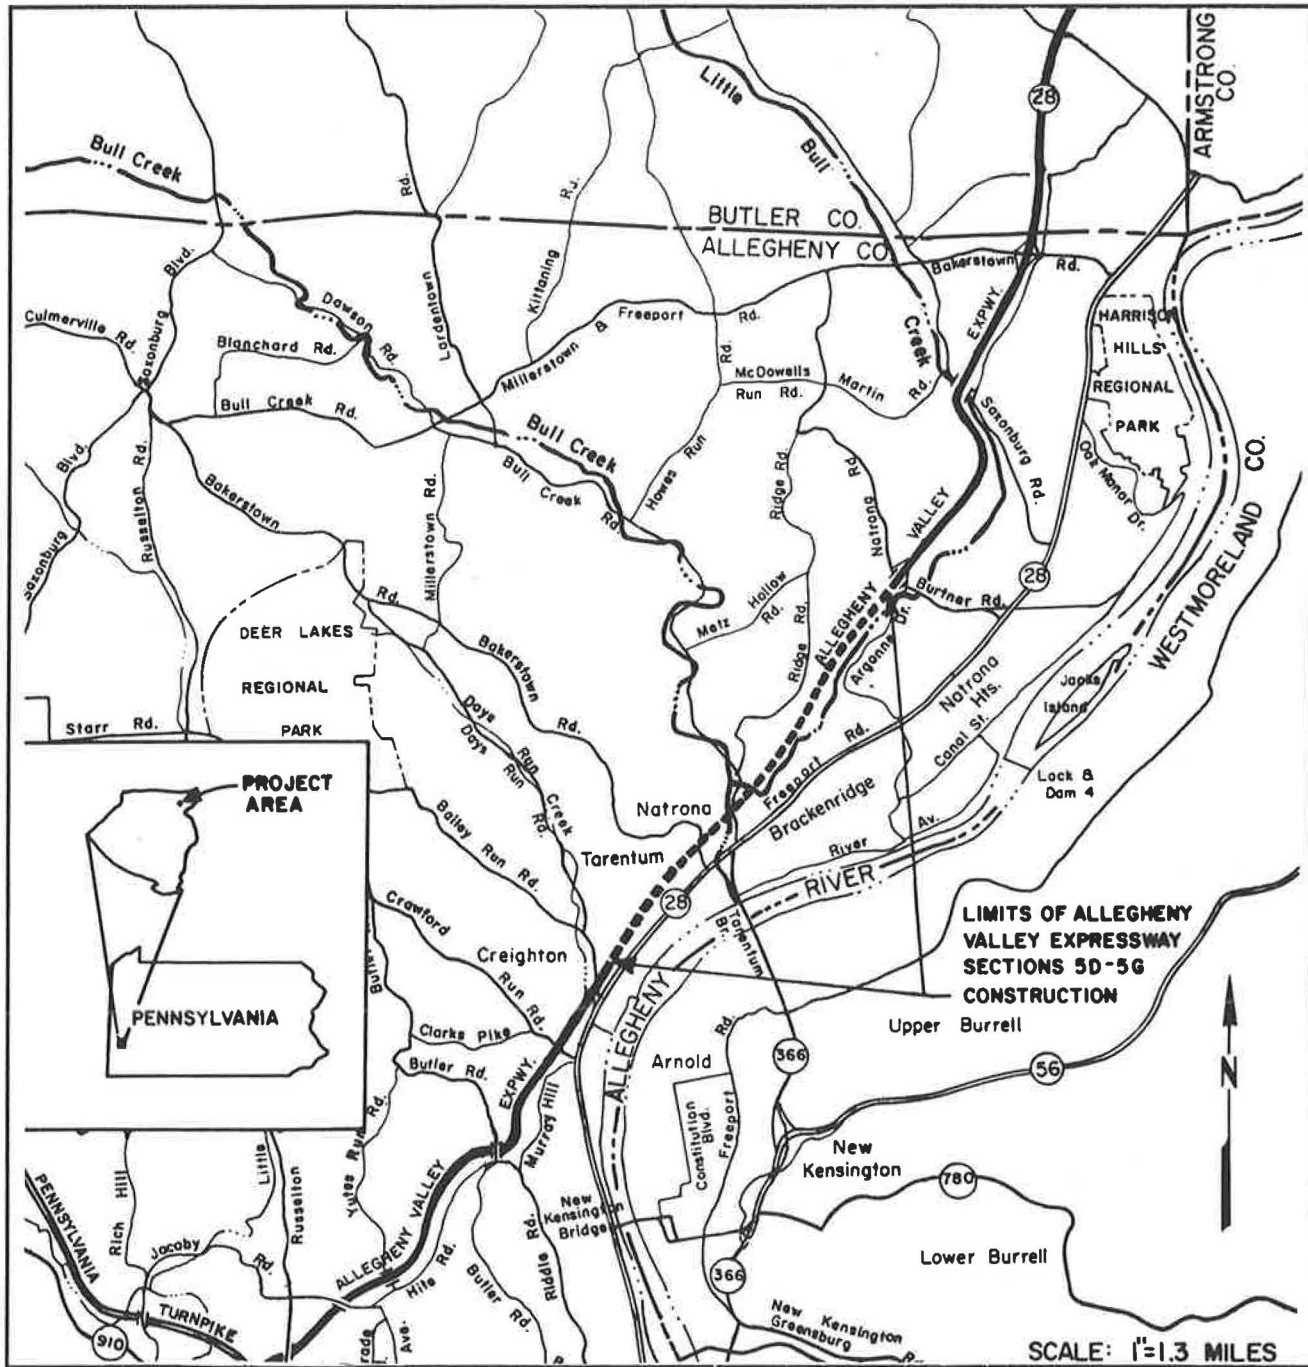 ARMSTRONG
CO.
28
Little
Bull
Creek
Bull Creek
Rd.
Rd.
BUTLER CO.
ALLEGHENY CO.
Bakerstown Rd.
Saxonburg Blvd.
Culmerville Rd.
Dawson Rd.
Blanchard Rd.
Lardentown
Kittaning
Millerstown & Freeport Rd.
EXPWY.
HARRISON
HILLS
REGIONAL
PARK
Rd.
McDowells
Run Rd.
Martin Rd.
Bull Creek Rd.
Bull Creek
Bull Creek Rd.
Howes Run
Saxonburg Rd.
Oak Manor Dr.
Saxonburg Blvd.
Russelton Rd.
Bakerstown
Rd.
Millerstown Rd.
Ridge Rd.
Natrona Rd.
VALLEY
ALLEGHENY
WESTMORELAND CO.
28
Burtner Rd.
Metz Hollow Rd.
Ridge Rd.
Argonne Dr.
DEER LAKES
REGIONAL
PARK
Bakerstown Rd.
Days Run
Days Run Rd.
Creek
Starr Rd.
Natrona
Hts.
Canal St.
Jacks
Island
Lock &
Dam 4
Freeport Rd.
Brackenridge
Natrona
Tarentum
River Av.
RIVER
PROJECT
AREA
PENNSYLVANIA
Bailey Run Rd.
Crawford Run Rd.
Creighton
28
Tarentum
Br.
LIMITS OF ALLEGHENY
VALLEY EXPRESSWAY
SECTIONS 5D-5G
CONSTRUCTION
Upper Burrell
Butler
Clarks Pike
Butler Rd.
EXPWY.
ALLEGHENY
Arnold
Rd.
366
56
N
Murray Hill
Constitution
Blvd.
Freeport
New
Kensington
780
New
Kensington
Bridge
PENNSYLVANIA
TURNPIKE
Rich Hill
Little
Russelton
Yutes Run Rd.
Jacoby Rd.
ALLEGHENY VALLEY
Hite Rd.
Butler Rd.
Riddle Rd.
366
Lower Burrell
910
rade
Ave.
New Kensington
Greensburg
R
SCALE: 1"=1.3 MILES